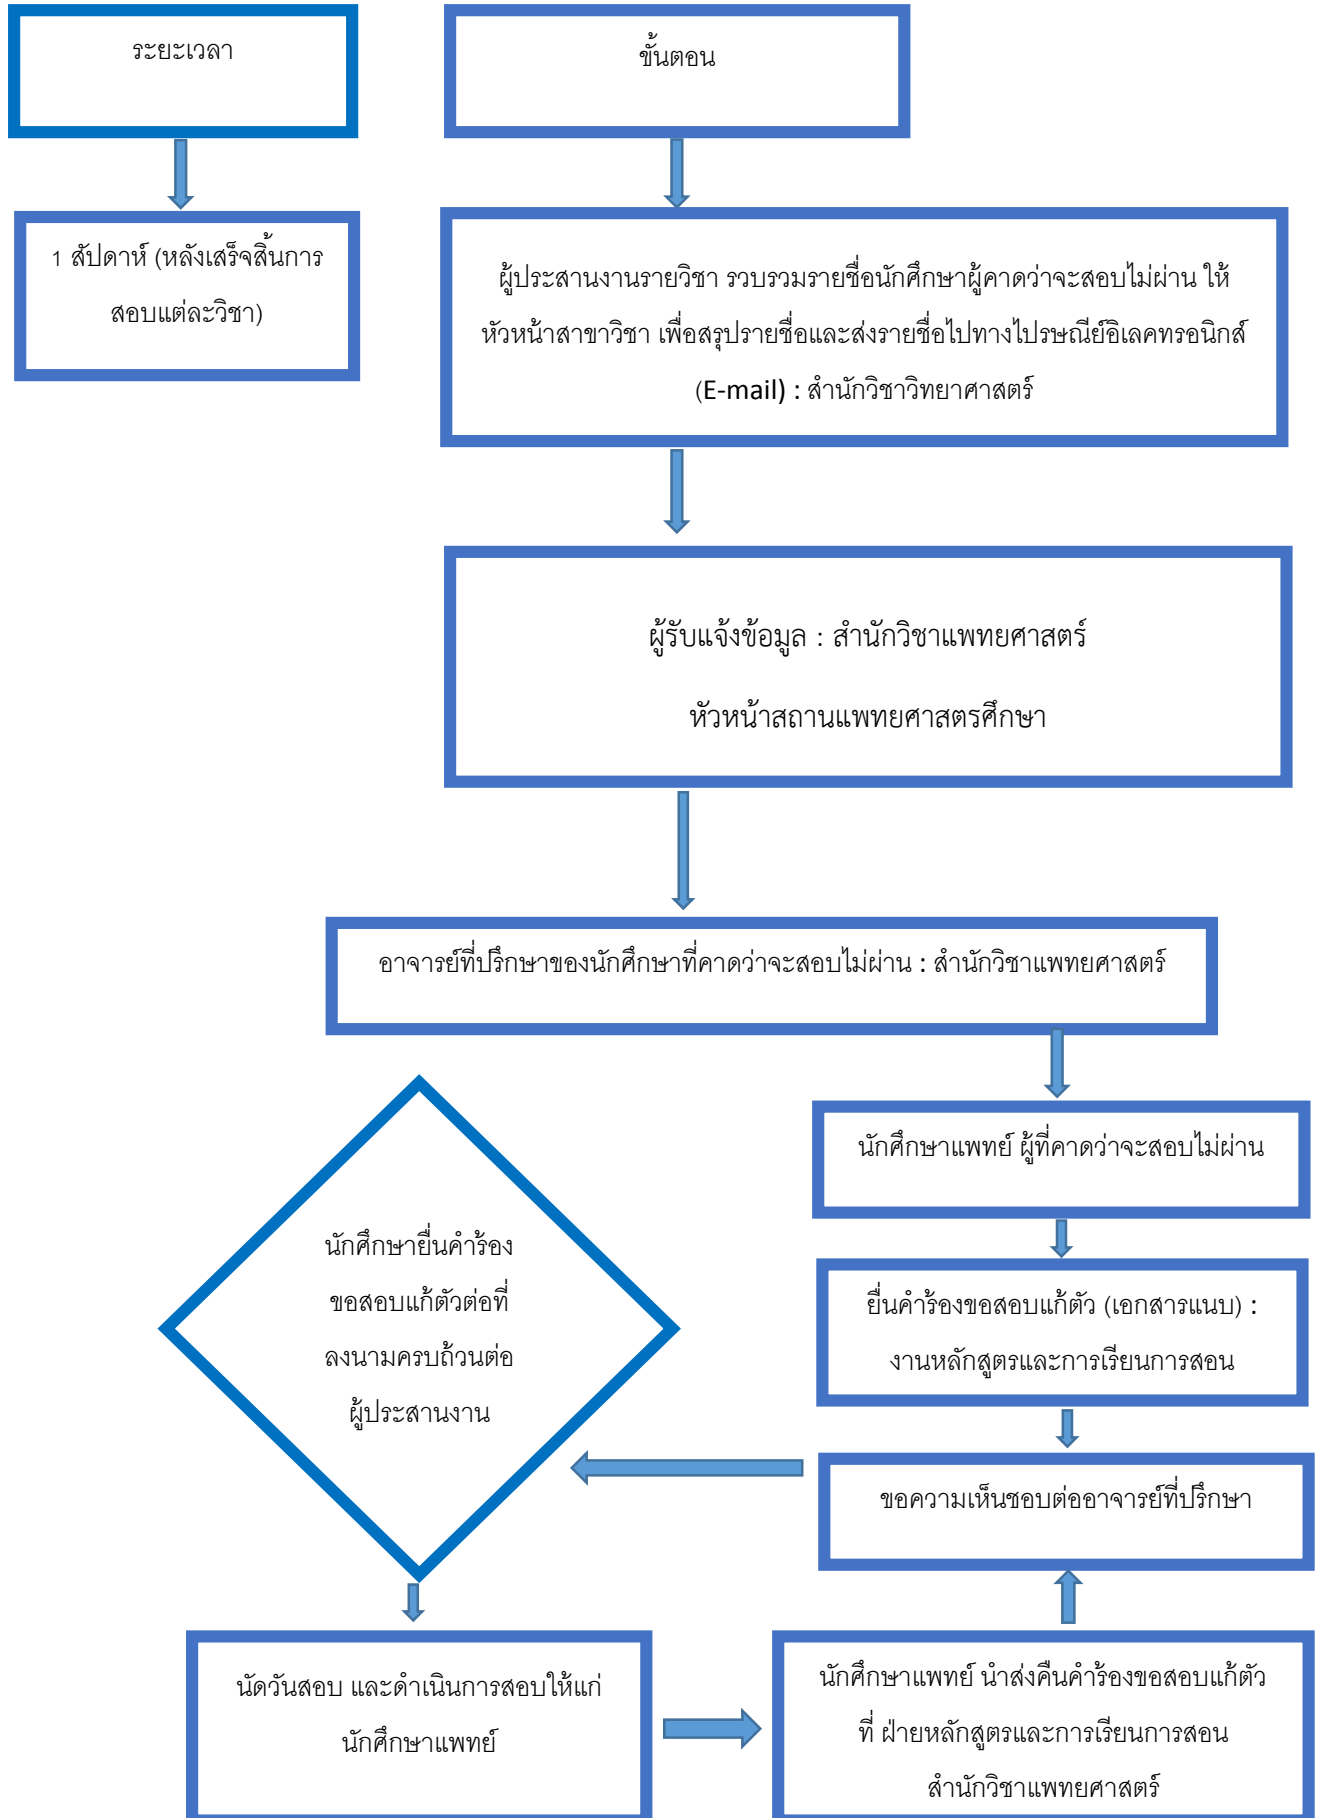 ระยะเวลา
ขั้นตอน
1 สัปดาห์ (หลังเสร็จสิ้นการ
สอบแต่ละวิชา)
ผู้ประสานงานรายวิชา รวบรวมรายชื่อนักศึกษาผู้คาดว่าจะสอบไม่ผ่าน ให้
หัวหน้าสาขาวิชา เพื่อสรุปรายชื่อและส่งรายชื่อไปทางไปรษณีย์อิเลคทรอนิกส์
(E-mail) : สำนักวิชาวิทยาศาสตร์
ผู้รับแจ้งข้อมูล : สำนักวิชาแพทยศาสตร์
หัวหน้าสถานแพทยศาสตรศึกษา
อาจารย์ที่ปรึกษาของนักศึกษาที่คาดว่าจะสอบไม่ผ่าน : สำนักวิชาแพทยศาสตร์
นักศึกษาแพทย์ ผู้ที่คาดว่าจะสอบไม่ผ่าน
ยื่นคำร้องขอสอบแก้ตัว (เอกสารแนบ) :
งานหลักสูตรและการเรียนการสอน
ขอความเห็นชอบต่ออาจารย์ที่ปรึกษา
นักศึกษายื่นคำร้อง
ขอสอบแก้ตัวต่อที่
ลงนามครบถ้วนต่อ
ผู้ประสานงาน
นัดวันสอบ และดำเนินการสอบให้แก่
นักศึกษาแพทย์
นักศึกษาแพทย์ นำส่งคืนคำร้องขอสอบแก้ตัว
ที่ ฝ่ายหลักสูตรและการเรียนการสอน
สำนักวิชาแพทยศาสตร์